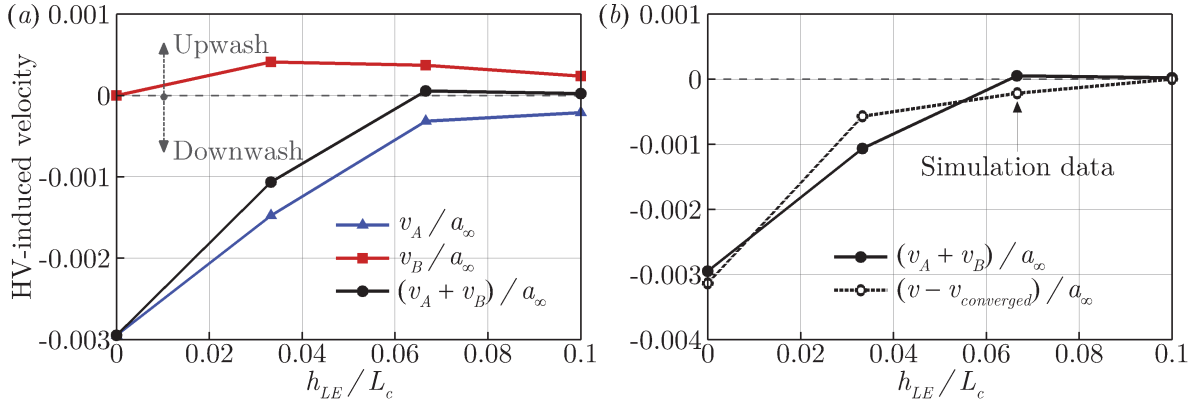 (a)
HV-induced velocity
0.001
0
-0.001
-0.002
-0.003
Upwash
Downwash
v_A / a_∞
v_B / a_∞
(v_A + v_B) / a_∞
0 0.02 0.04 0.06 0.08 0.1
h_LE / L_c
(b)
0.001
0
-0.001
-0.002
-0.003
-0.004
Simulation data
(v_A + v_B) / a_∞
(v − v_converged) / a_∞
0 0.02 0.04 0.06 0.08 0.1
h_LE / L_c